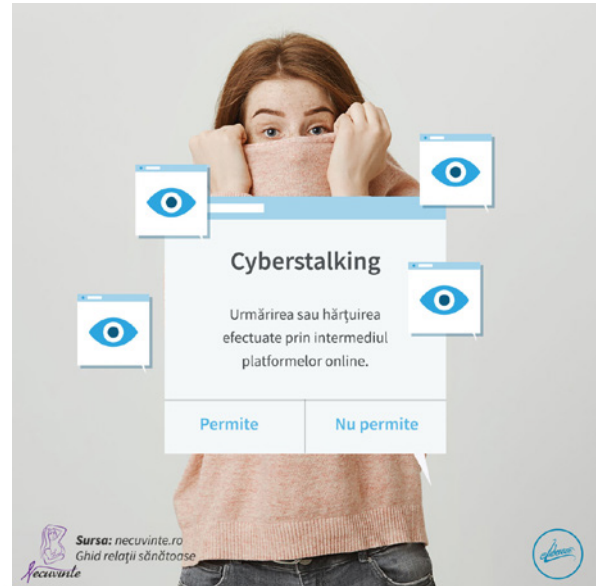 Cyberstalking
Urmărirea sau hărțuirea
efectuate prin intermediul
platformelor online.
Permite
Nu permite
Sursa: necuvinte.ro
Ghid relații sănătoase
Necuvinte